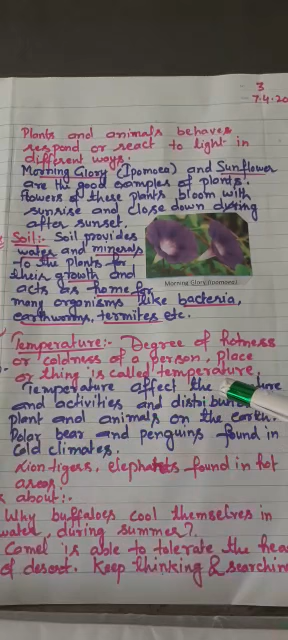 3
7.4.20
Plants and animals behaves
respond or react to light in
different ways.
Morning Glory (Ipomoea) and Sunflower
are the good examples of plants.
Flowers of these plants bloom with
sunrise and close down during
after sunset.
Morning Glory (Ipomoea)
Soil:- Soil provides
water and minerals
to the plants for
their growth and
acts as home for
many organisms like bacteria,
earthworms, termites etc.
Temperature:- Degree of hotness
or coldness of a person, Place
or thing is called temperature
Temperature affect the
and activities and distribu
plant and animals on the earth.
Polar bear and penguins found in
cold climates.
Lion tigers, elephants found in hot
areas.
about:-
Why buffaloes cool themselves in
water, during summer?
Camel is able to tolerate the hea
of desert. Keep thinking & searchin